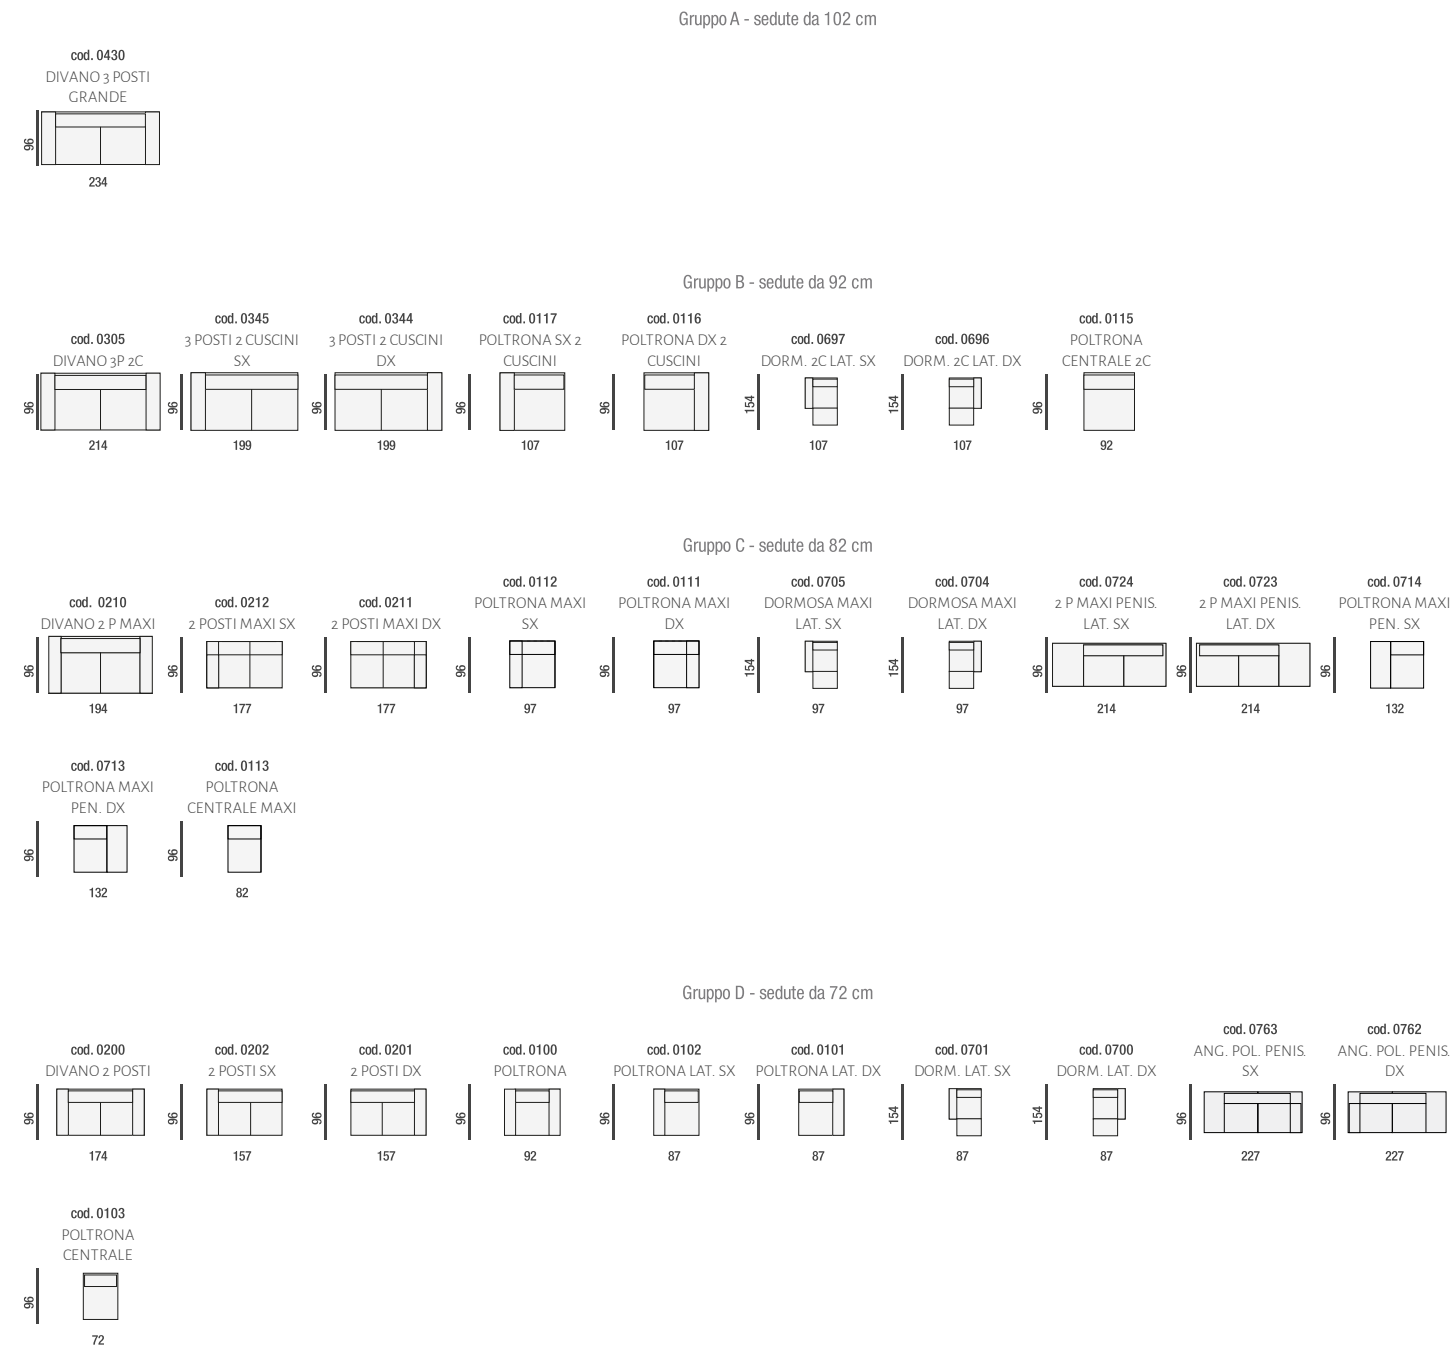 Gruppo A - sedute da 102 cm
cod. 0430
DIVANO 3 POSTI
GRANDE
96
234
Gruppo B - sedute da 92 cm
cod. 0305
DIVANO 3P 2C
96
214
cod. 0345
3 POSTI 2 CUSCINI
SX
96
199
cod. 0344
3 POSTI 2 CUSCINI
DX
96
199
cod. 0117
POLTRONA SX 2
CUSCINI
96
107
cod. 0116
POLTRONA DX 2
CUSCINI
96
107
cod. 0697
DORM. 2C LAT. SX
154
107
cod. 0696
DORM. 2C LAT. DX
154
107
cod. 0115
POLTRONA
CENTRALE 2C
96
92
Gruppo C - sedute da 82 cm
cod. 0210
DIVANO 2 P MAXI
96
194
cod. 0212
2 POSTI MAXI SX
96
177
cod. 0211
2 POSTI MAXI DX
96
177
cod. 0112
POLTRONA MAXI
SX
96
97
cod. 0111
POLTRONA MAXI
DX
96
97
cod. 0705
DORMOSA MAXI
LAT. SX
154
97
cod. 0704
DORMOSA MAXI
LAT. DX
154
97
cod. 0724
2 P MAXI PENIS.
LAT. SX
96
214
cod. 0723
2 P MAXI PENIS.
LAT. DX
96
214
cod. 0714
POLTRONA MAXI
PEN. SX
96
132
cod. 0713
POLTRONA MAXI
PEN. DX
96
132
cod. 0113
POLTRONA
CENTRALE MAXI
96
82
Gruppo D - sedute da 72 cm
cod. 0200
DIVANO 2 POSTI
96
174
cod. 0202
2 POSTI SX
96
157
cod. 0201
2 POSTI DX
96
157
cod. 0100
POLTRONA
96
92
cod. 0102
POLTRONA LAT. SX
96
87
cod. 0101
POLTRONA LAT. DX
96
87
cod. 0701
DORM. LAT. SX
154
87
cod. 0700
DORM. LAT. DX
154
87
cod. 0763
ANG. POL. PENIS.
SX
96
227
cod. 0762
ANG. POL. PENIS.
DX
96
227
cod. 0103
POLTRONA
CENTRALE
96
72